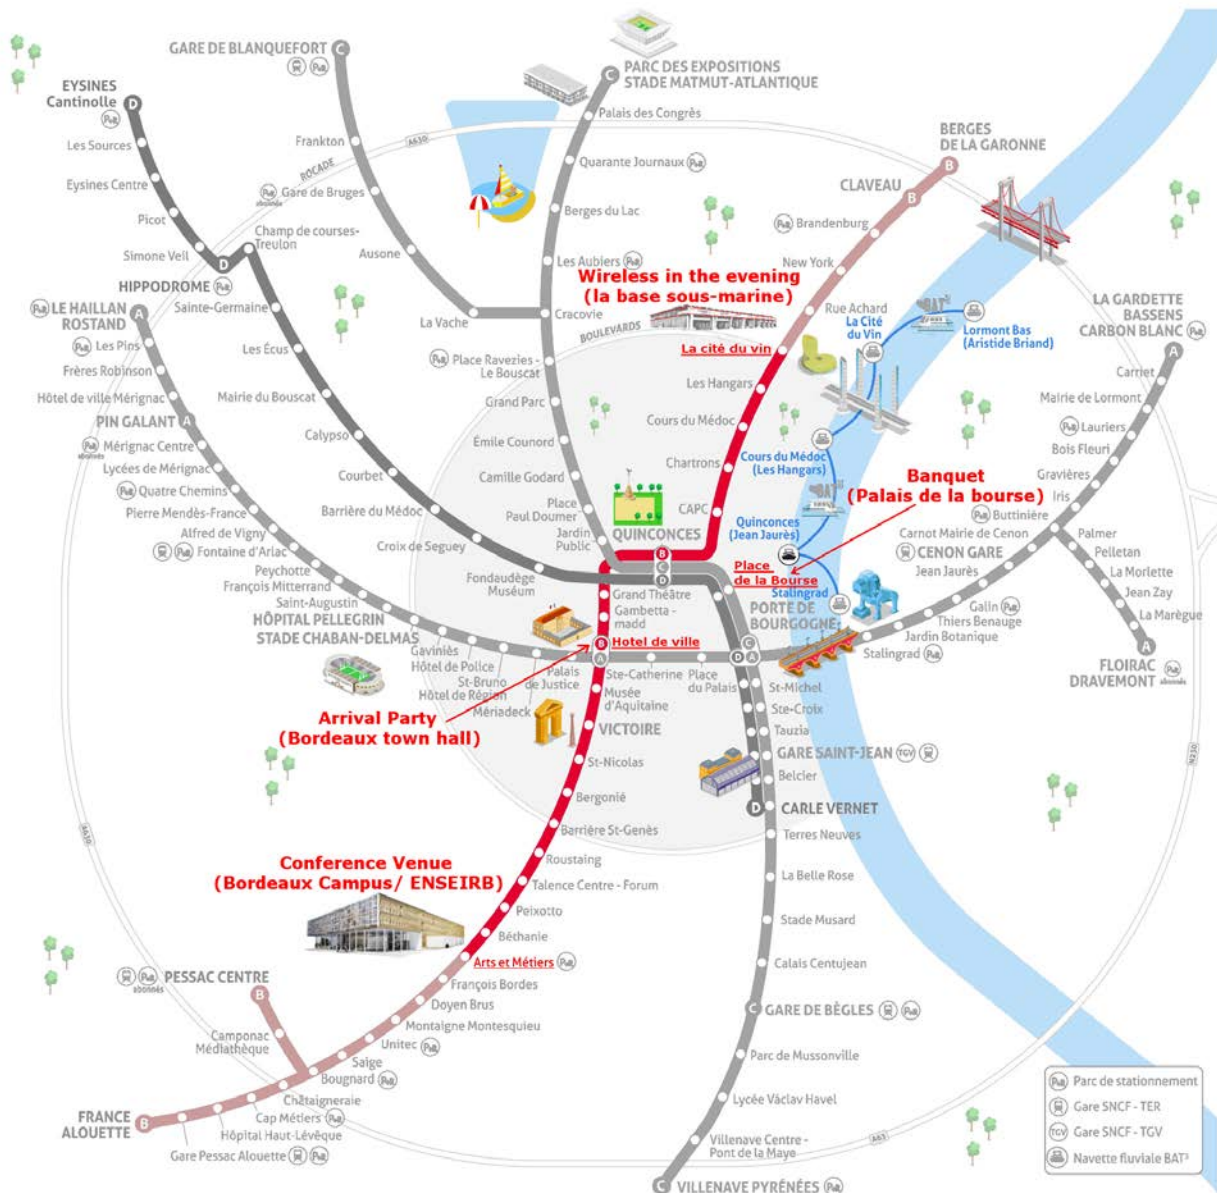 GARE DE BLANQUEFORT
C
P+R
C
PARC DES EXPOSITIONS
STADE MATMUT-ATLANTIQUE
EYSINES
Cantinolle
D
P+R
Palais des Congrès
Les Sources
Frankton
A630
ROCADE
BERGES
DE LA GARONNE
B
Quarante Journaux P+R
Eysines Centre
P+R Gare de Bruges
abonnés
CLAVEAU
B
Picot
Berges du Lac
P+R Brandenburg
Champ de courses-
Treulon
Simone Veil
Ausone
Les Aubiers P+R
New York
D
HIPPODROME P+R
Wireless in the evening
(la base sous-marine)
LA GARDETTE
BASSENS
CARBON BLANC P+R
P+R LE HAILLAN
ROSTAND
A
Sainte-Germaine
La Vache
Cracovie
BOULEVARDS
Rue Achard
La Cité
du Vin
BAT³
Lormont Bas
(Aristide Briand)
P+R Les Pins
Les Écus
La cité du vin
A
P+R Place Ravezies -
Le Bouscat
Frères Robinson
Carriet
Hôtel de ville Mérignac
Mairie du Bouscat
Grand Parc
Les Hangars
Mairie de Lormont
PIN GALANT
A
Calypso
Émile Counord
Cours du Médoc
P+R Lauriers
P+R Mérignac Centre
abonnés
Cours du Médoc
(Les Hangars)
Bois Fleuri
Lycées de Mérignac
Courbet
Camille Godard
Chartrons
Gravières
P+R Quatre Chemins
Banquet
(Palais de la bourse)
Iris
Pierre Mendès-France
Barrière du Médoc
Place
Paul Doumer
CAPC
BAT³
P+R Buttinière
Alfred de Vigny
Croix de Seguey
Jardin
Public
QUINCONCES
Quinconces
(Jean Jaurès)
Carnot Mairie de Cenon
Palmer
P+R Fontaine d'Arlac
B
C
D
CENON GARE
Pelletan
Peychotte
Fondaudège
Muséum
Place
de la Bourse
Jean Jaurès
La Morlette
François Mitterrand
Grand Théâtre
Stalingrad
Jean Zay
Saint-Augustin
Gambetta -
madd
PORTE DE
BOURGOGNE
Galin P+R
Thiers Benauge
La Marègue
HÔPITAL PELLEGRIN
STADE CHABAN-DELMAS
Jardin Botanique
Gaviniès
B
A
Hotel de ville
C
D A
Stalingrad P+R
A
Hôtel de Police
St-Bruno
Hôtel de Région
Mériadeck
Palais
de Justice
Ste-Catherine
Place
du Palais
FLOIRAC
DRAVEMONT P+R
abonnés
Musée
d'Aquitaine
St-Michel
Ste-Croix
Arrival Party
(Bordeaux town hall)
VICTOIRE
Tauzia
St-Nicolas
GARE SAINT-JEAN TGV
N230
Bergonié
Belcier
D
CARLE VERNET
Barrière St-Genès
Terres Neuves
A630
Roustaing
Conference Venue
(Bordeaux Campus/ ENSEIRB)
Talence Centre - Forum
La Belle Rose
Peixotto
Stade Musard
Béthanie
Arts et Métiers P+R
Calais Centujean
P+R
abonnés
PESSAC CENTRE
B
François Bordes
Doyen Brus
C
GARE DE BÈGLES P+R
Montaigne Montesquieu
Camponac
Médiathèque
Unitec P+R
Parc de Mussonville
Saige
Bougnard P+R
Châtaigneraie
Lycée Václav Havel
FRANCE
ALOUETTE
B
Cap Métiers P+R
Hôpital Haut-Lévêque
Gare Pessac Alouette P+R
Villenave Centre -
Pont de la Maye
A63
C
VILLENAVE PYRÉNÉES P+R
P+R Parc de stationnement
Gare SNCF - TER
TGV Gare SNCF - TGV
Navette fluviale BAT³